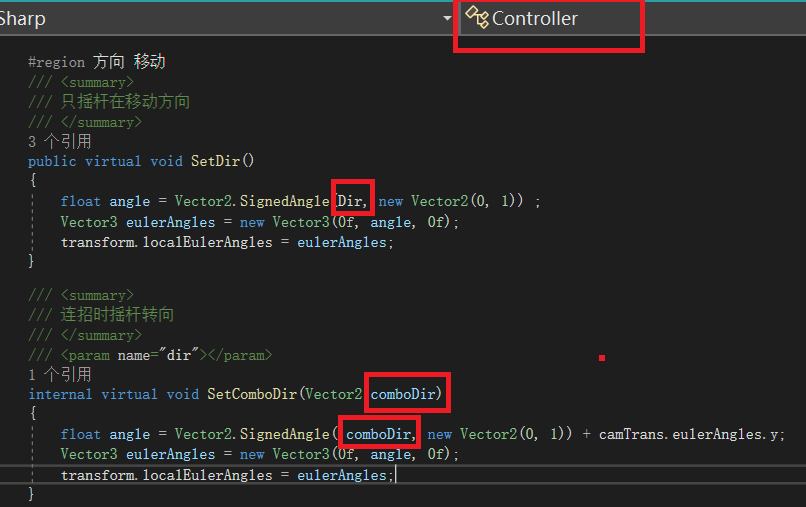 Sharp
Controller
#region 方向 移动
/// <summary>
/// 只摇杆在移动方向
/// </summary>
3 个引用
public virtual void SetDir()
{
float angle = Vector2.SignedAngle(Dir, new Vector2(0, 1)) ;
Vector3 eulerAngles = new Vector3(0f, angle, 0f);
transform.localEulerAngles = eulerAngles;
}
/// <summary>
/// 连招时摇杆转向
/// </summary>
/// <param name="dir"></param>
1 个引用
internal virtual void SetComboDir(Vector2 comboDir)
{
float angle = Vector2.SignedAngle( comboDir, new Vector2(0, 1)) + camTrans.eulerAngles.y;
Vector3 eulerAngles = new Vector3(0f, angle, 0f);
transform.localEulerAngles = eulerAngles;
}